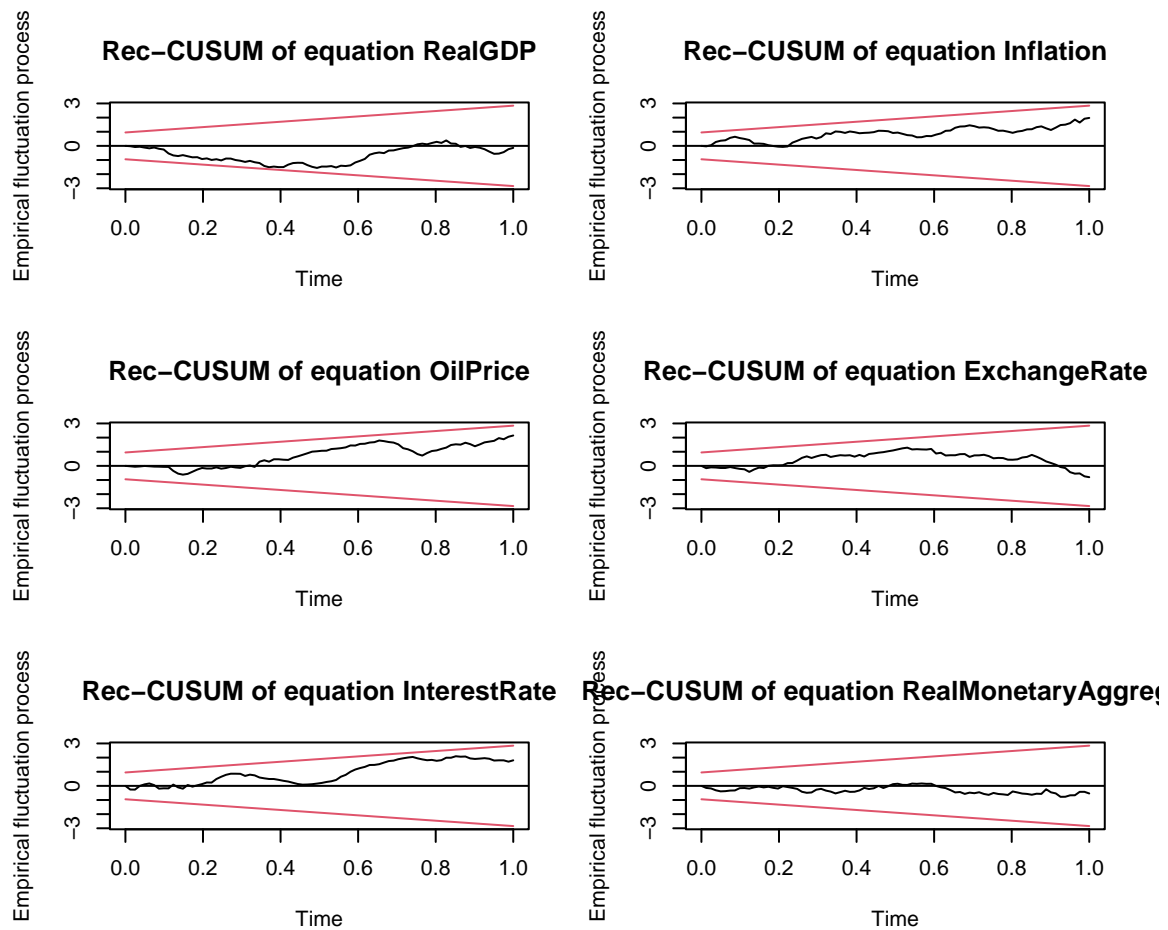 Rec−CUSUM of equation RealGDP
Empirical fluctuation process
3
0
−3
0.0 0.2 0.4 0.6 0.8 1.0
Time
Rec−CUSUM of equation Inflation
Empirical fluctuation process
3
0
−3
0.0 0.2 0.4 0.6 0.8 1.0
Time
Rec−CUSUM of equation OilPrice
Empirical fluctuation process
3
0
−3
0.0 0.2 0.4 0.6 0.8 1.0
Time
Rec−CUSUM of equation ExchangeRate
Empirical fluctuation process
3
0
−3
0.0 0.2 0.4 0.6 0.8 1.0
Time
Rec−CUSUM of equation InterestRate
Empirical fluctuation process
3
0
−3
0.0 0.2 0.4 0.6 0.8 1.0
Time
Rec−CUSUM of equation RealMonetaryAggreg
Empirical fluctuation process
3
0
−3
0.0 0.2 0.4 0.6 0.8 1.0
Time